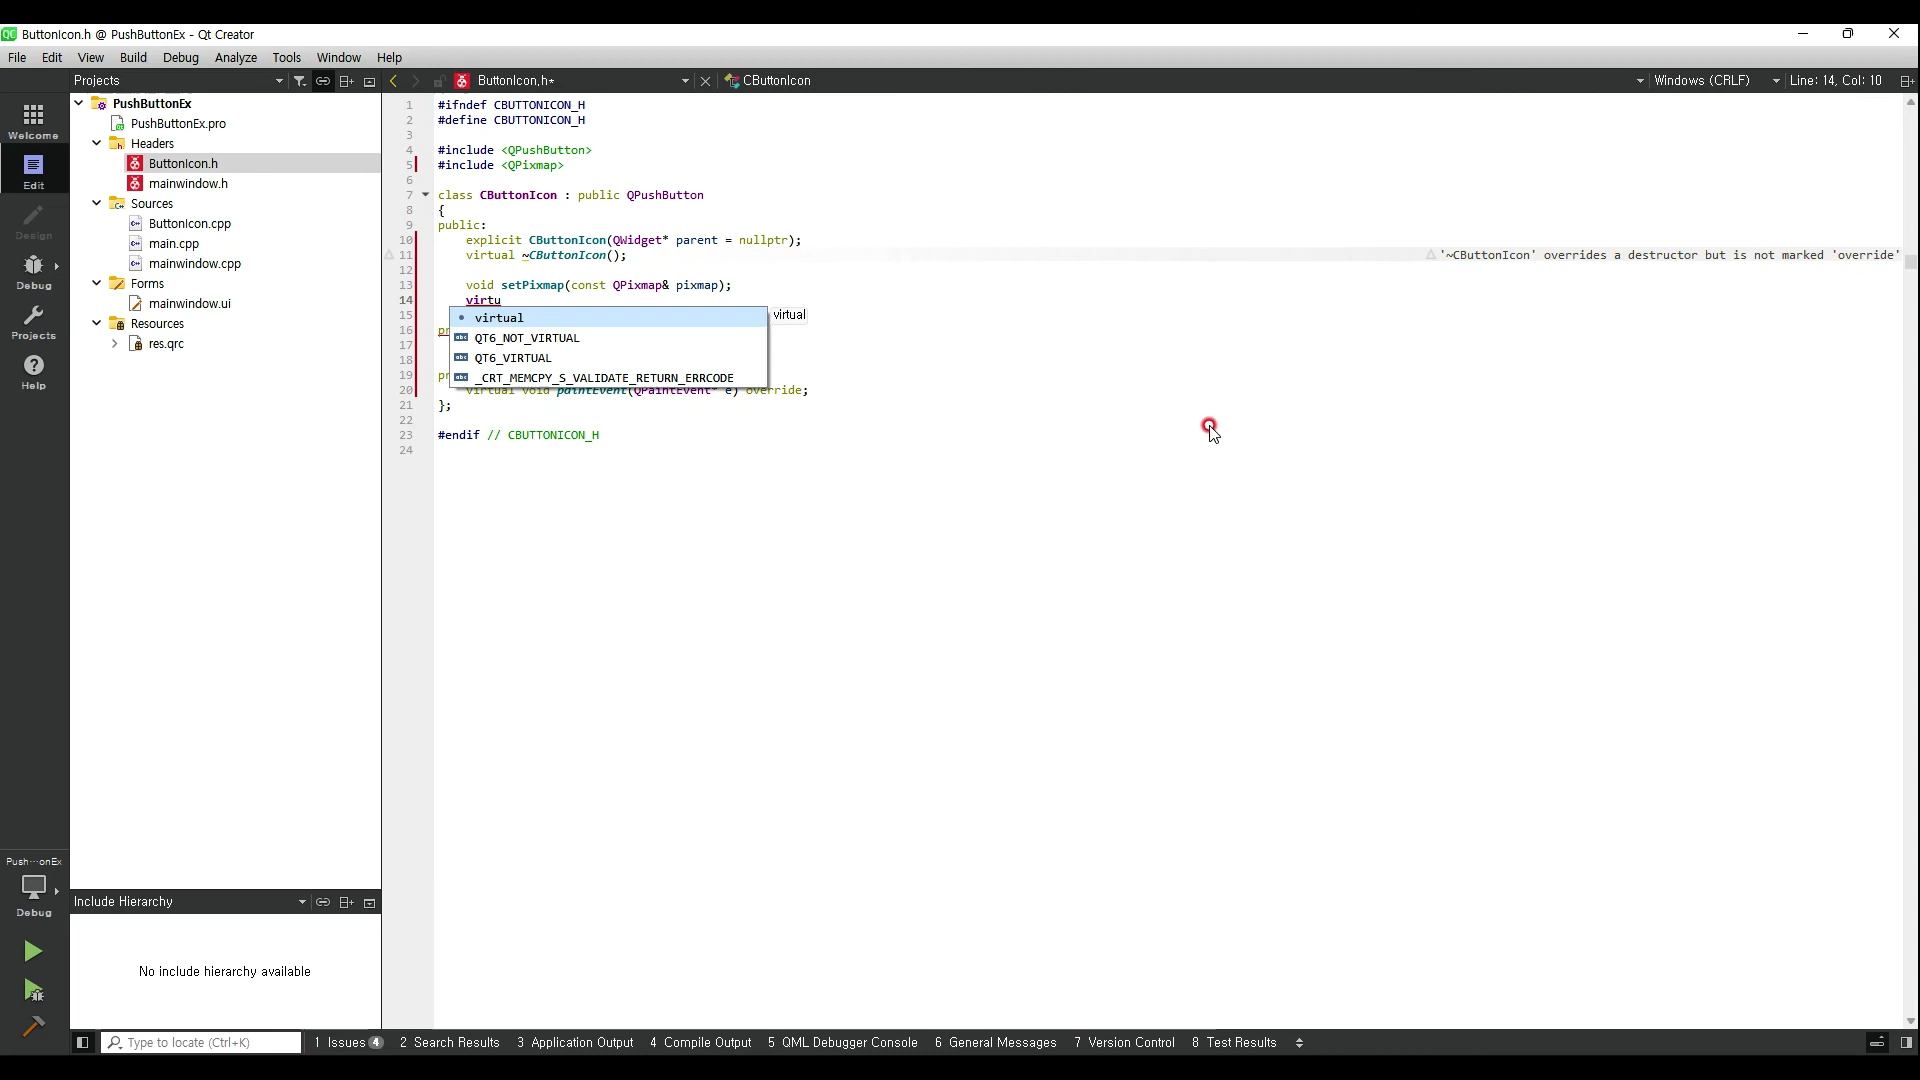 ButtonIcon.h @ PushButtonEx - Qt Creator
File Edit View Build Debug Analyze Tools Window Help
Projects
ButtonIcon.h*
CButtonIcon
Windows (CRLF)
Line: 14, Col: 10
Welcome
Edit
Design
Debug
Projects
Help
PushButtonEx
PushButtonEx.pro
Headers
ButtonIcon.h
mainwindow.h
Sources
ButtonIcon.cpp
main.cpp
mainwindow.cpp
Forms
mainwindow.ui
Resources
res.qrc
1 #ifndef CBUTTONICON_H
2 #define CBUTTONICON_H
3
4 #include <QPushButton>
5 #include <QPixmap>
6
7 class CButtonIcon : public QPushButton
8 {
9 public:
10 explicit CButtonIcon(QWidget* parent = nullptr);
11 virtual ~CButtonIcon(); '~CButtonIcon' overrides a destructor but is not marked 'override'
12
13 void setPixmap(const QPixmap& pixmap);
14 virtu
15
16 pr
17
18
19 pr
20 virtual void paintEvent(QPaintEvent* e) override;
21 };
22
23 #endif // CBUTTONICON_H
24
virtual
QT6_NOT_VIRTUAL
QT6_VIRTUAL
_CRT_MEMCPY_S_VALIDATE_RETURN_ERRCODE
virtual
Push···onEx
Debug
Include Hierarchy
No include hierarchy available
Type to locate (Ctrl+K)
1 Issues 4 2 Search Results 3 Application Output 4 Compile Output 5 QML Debugger Console 6 General Messages 7 Version Control 8 Test Results